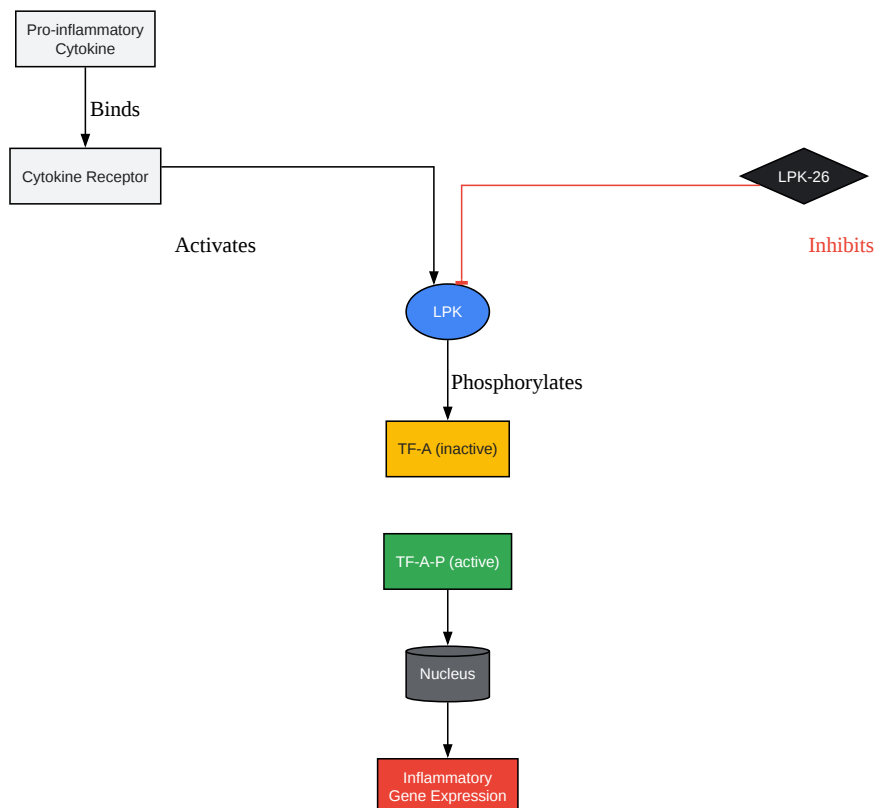 Pro-inflammatory
Cytokine
Binds
Cytokine Receptor
LPK-26
Activates
Inhibits
LPK
Phosphorylates
TF-A (inactive)
TF-A-P (active)
Nucleus
Inflammatory
Gene Expression